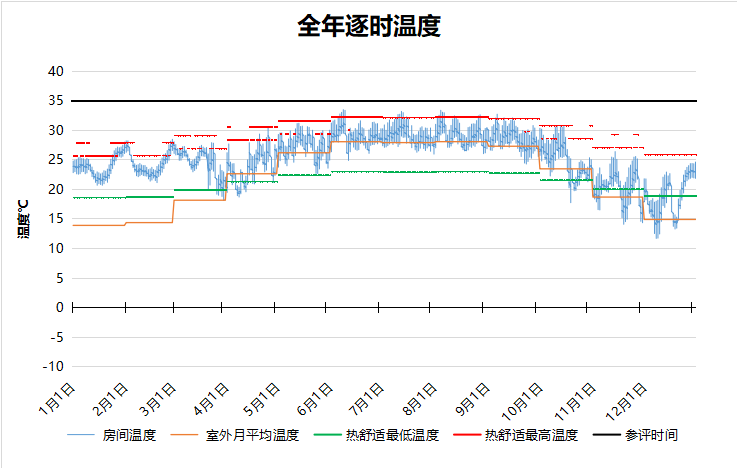 全年逐时温度
40
35
30
25
20
15
10
5
0
-5
-10
温度℃
1月1日
2月1日
3月1日
4月1日
5月1日
6月1日
7月1日
8月1日
9月1日
10月1日
11月1日
12月1日
房间温度 室外月平均温度 热舒适最低温度 热舒适最高温度 参评时间